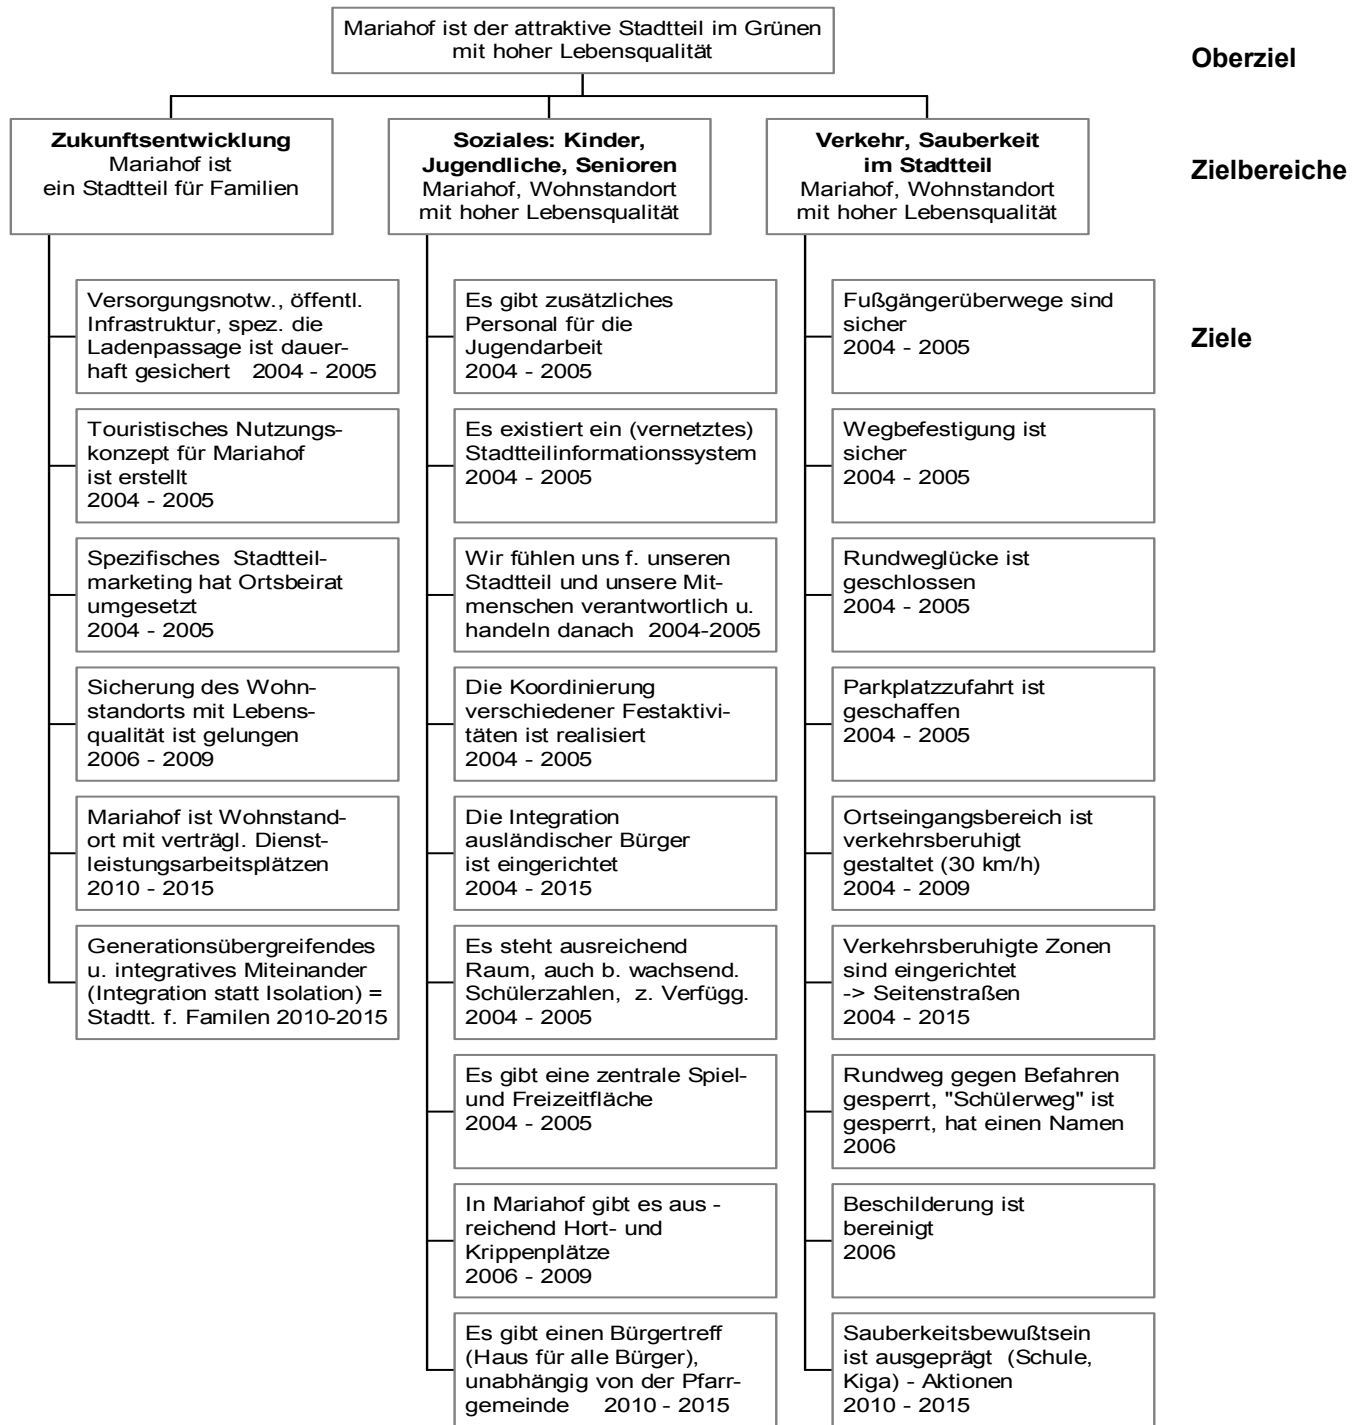 Mariahof ist der attraktive Stadtteil im Grünen
mit hoher Lebensqualität
Oberziel
Zukunftsentwicklung
Mariahof ist
ein Stadtteil für Familien
Soziales: Kinder,
Jugendliche, Senioren
Mariahof, Wohnstandort
mit hoher Lebensqualität
Verkehr, Sauberkeit
im Stadtteil
Mariahof, Wohnstandort
mit hoher Lebensqualität
Zielbereiche
Versorgungsnotw., öffentl.
Infrastruktur, spez. die
Ladenpassage ist dauer-
haft gesichert 2004 - 2005
Touristisches Nutzungs-
konzept für Mariahof
ist erstellt
2004 - 2005
Spezifisches Stadtteil-
marketing hat Ortsbeirat
umgesetzt
2004 - 2005
Sicherung des Wohn-
standorts mit Lebens-
qualität ist gelungen
2006 - 2009
Mariahof ist Wohnstand-
ort mit verträgl. Dienst-
leistungsarbeitsplätzen
2010 - 2015
Generationsübergreifendes
u. integratives Miteinander
(Integration statt Isolation) =
Stadtt. f. Familen 2010-2015
Es gibt zusätzliches
Personal für die
Jugendarbeit
2004 - 2005
Es existiert ein (vernetztes)
Stadtteilinformationssystem
2004 - 2005
Wir fühlen uns f. unseren
Stadtteil und unsere Mit-
menschen verantwortlich u.
handeln danach 2004-2005
Die Koordinierung
verschiedener Festaktivi-
täten ist realisiert
2004 - 2005
Die Integration
ausländischer Bürger
ist eingerichtet
2004 - 2015
Es steht ausreichend
Raum, auch b. wachsend.
Schülerzahlen, z. Verfügg.
2004 - 2005
Es gibt eine zentrale Spiel-
und Freizeitfläche
2004 - 2005
In Mariahof gibt es aus -
reichend Hort- und
Krippenplätze
2006 - 2009
Es gibt einen Bürgertreff
(Haus für alle Bürger),
unabhängig von der Pfarr-
gemeinde 2010 - 2015
Fußgängerüberwege sind
sicher
2004 - 2005
Wegbefestigung ist
sicher
2004 - 2005
Rundweglücke ist
geschlossen
2004 - 2005
Parkplatzzufahrt ist
geschaffen
2004 - 2005
Ortseingangsbereich ist
verkehrsberuhigt
gestaltet (30 km/h)
2004 - 2009
Verkehrsberuhigte Zonen
sind eingerichtet
-> Seitenstraßen
2004 - 2015
Rundweg gegen Befahren
gesperrt, "Schülerweg" ist
gesperrt, hat einen Namen
2006
Beschilderung ist
bereinigt
2006
Sauberkeitsbewußtsein
ist ausgeprägt (Schule,
Kiga) - Aktionen
2010 - 2015
Ziele